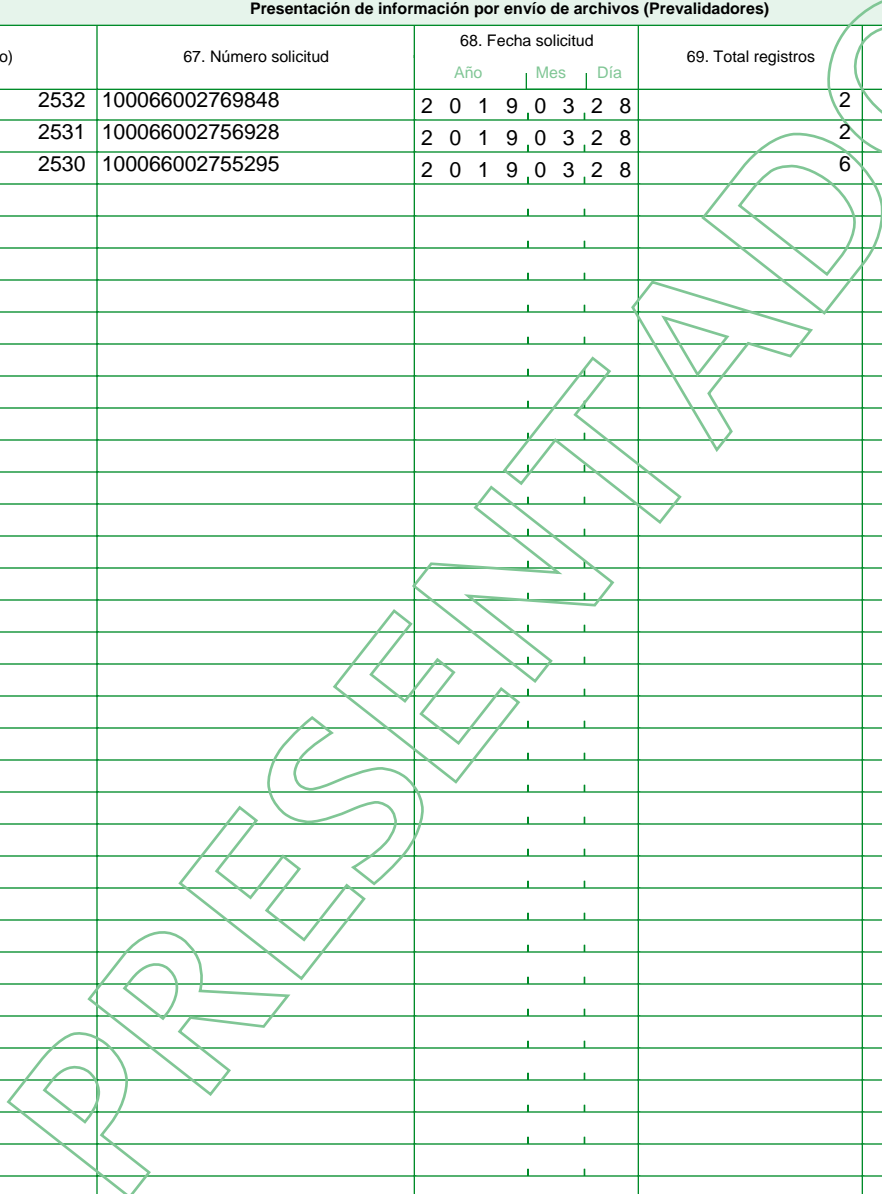 Presentación de información por envío de archivos (Prevalidadores)
o) 67. Número solicitud 68. Fecha solicitud 69. Total registros
Año Mes Día
2532 100066002769848 2 0 1 9 0 3 2 8 2
2531 100066002756928 2 0 1 9 0 3 2 8 2
2530 100066002755295 2 0 1 9 0 3 2 8 6
PRESENTADO